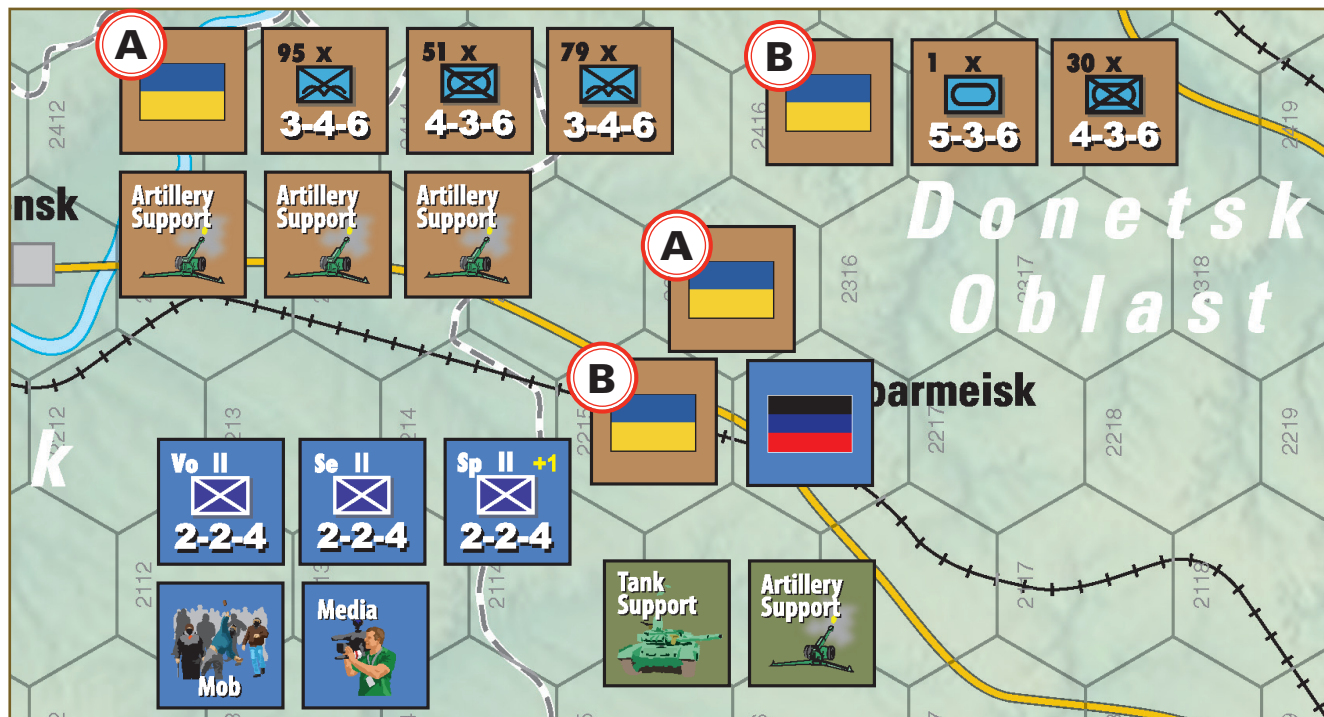 A
95 X
3-4-6
51 X
4-3-6
79 X
3-4-6
B
1 X
5-3-6
30 X
4-3-6
2412
2416
2419
nsk
Artillery
Support
Artillery
Support
Artillery
Support
Donetsk
Oblast
A
2316
2317
2318
B
parmeisk
k
2212
2213
2214
2215
2217
2218
2219
Vo II
2-2-4
Se II
2-2-4
Sp II +1
2-2-4
Mob
Media
Tank
Support
Artillery
Support
2112
2114
2117
2118